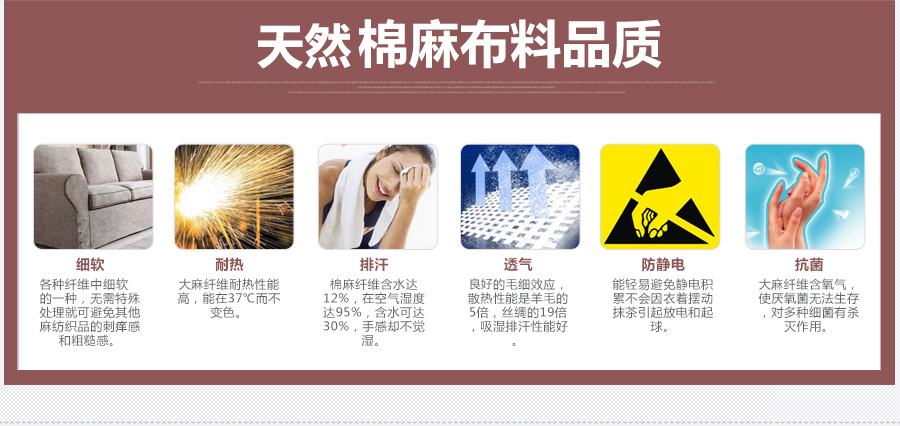 天然棉麻布料品质
细软
各种纤维中细软
的一种，无需特殊
处理就可避免其他
麻纺织品的刺痒感
和粗糙感。
耐热
大麻纤维耐热性能
高，能在37℃而不
变色。
排汗
棉麻纤维含水达
12%，在空气湿度
达95%，含水可达
30%，手感却不觉
湿。
透气
良好的毛细效应，
散热性能是羊毛的
5倍，丝绸的19倍
，吸湿排汗性能好
。
防静电
能轻易避免静电积
累不会因衣着摆动
抹茶引起放电和起
球。
抗菌
大麻纤维含氧气，
使厌氧菌无法生存
，对多种细菌有杀
灭作用。